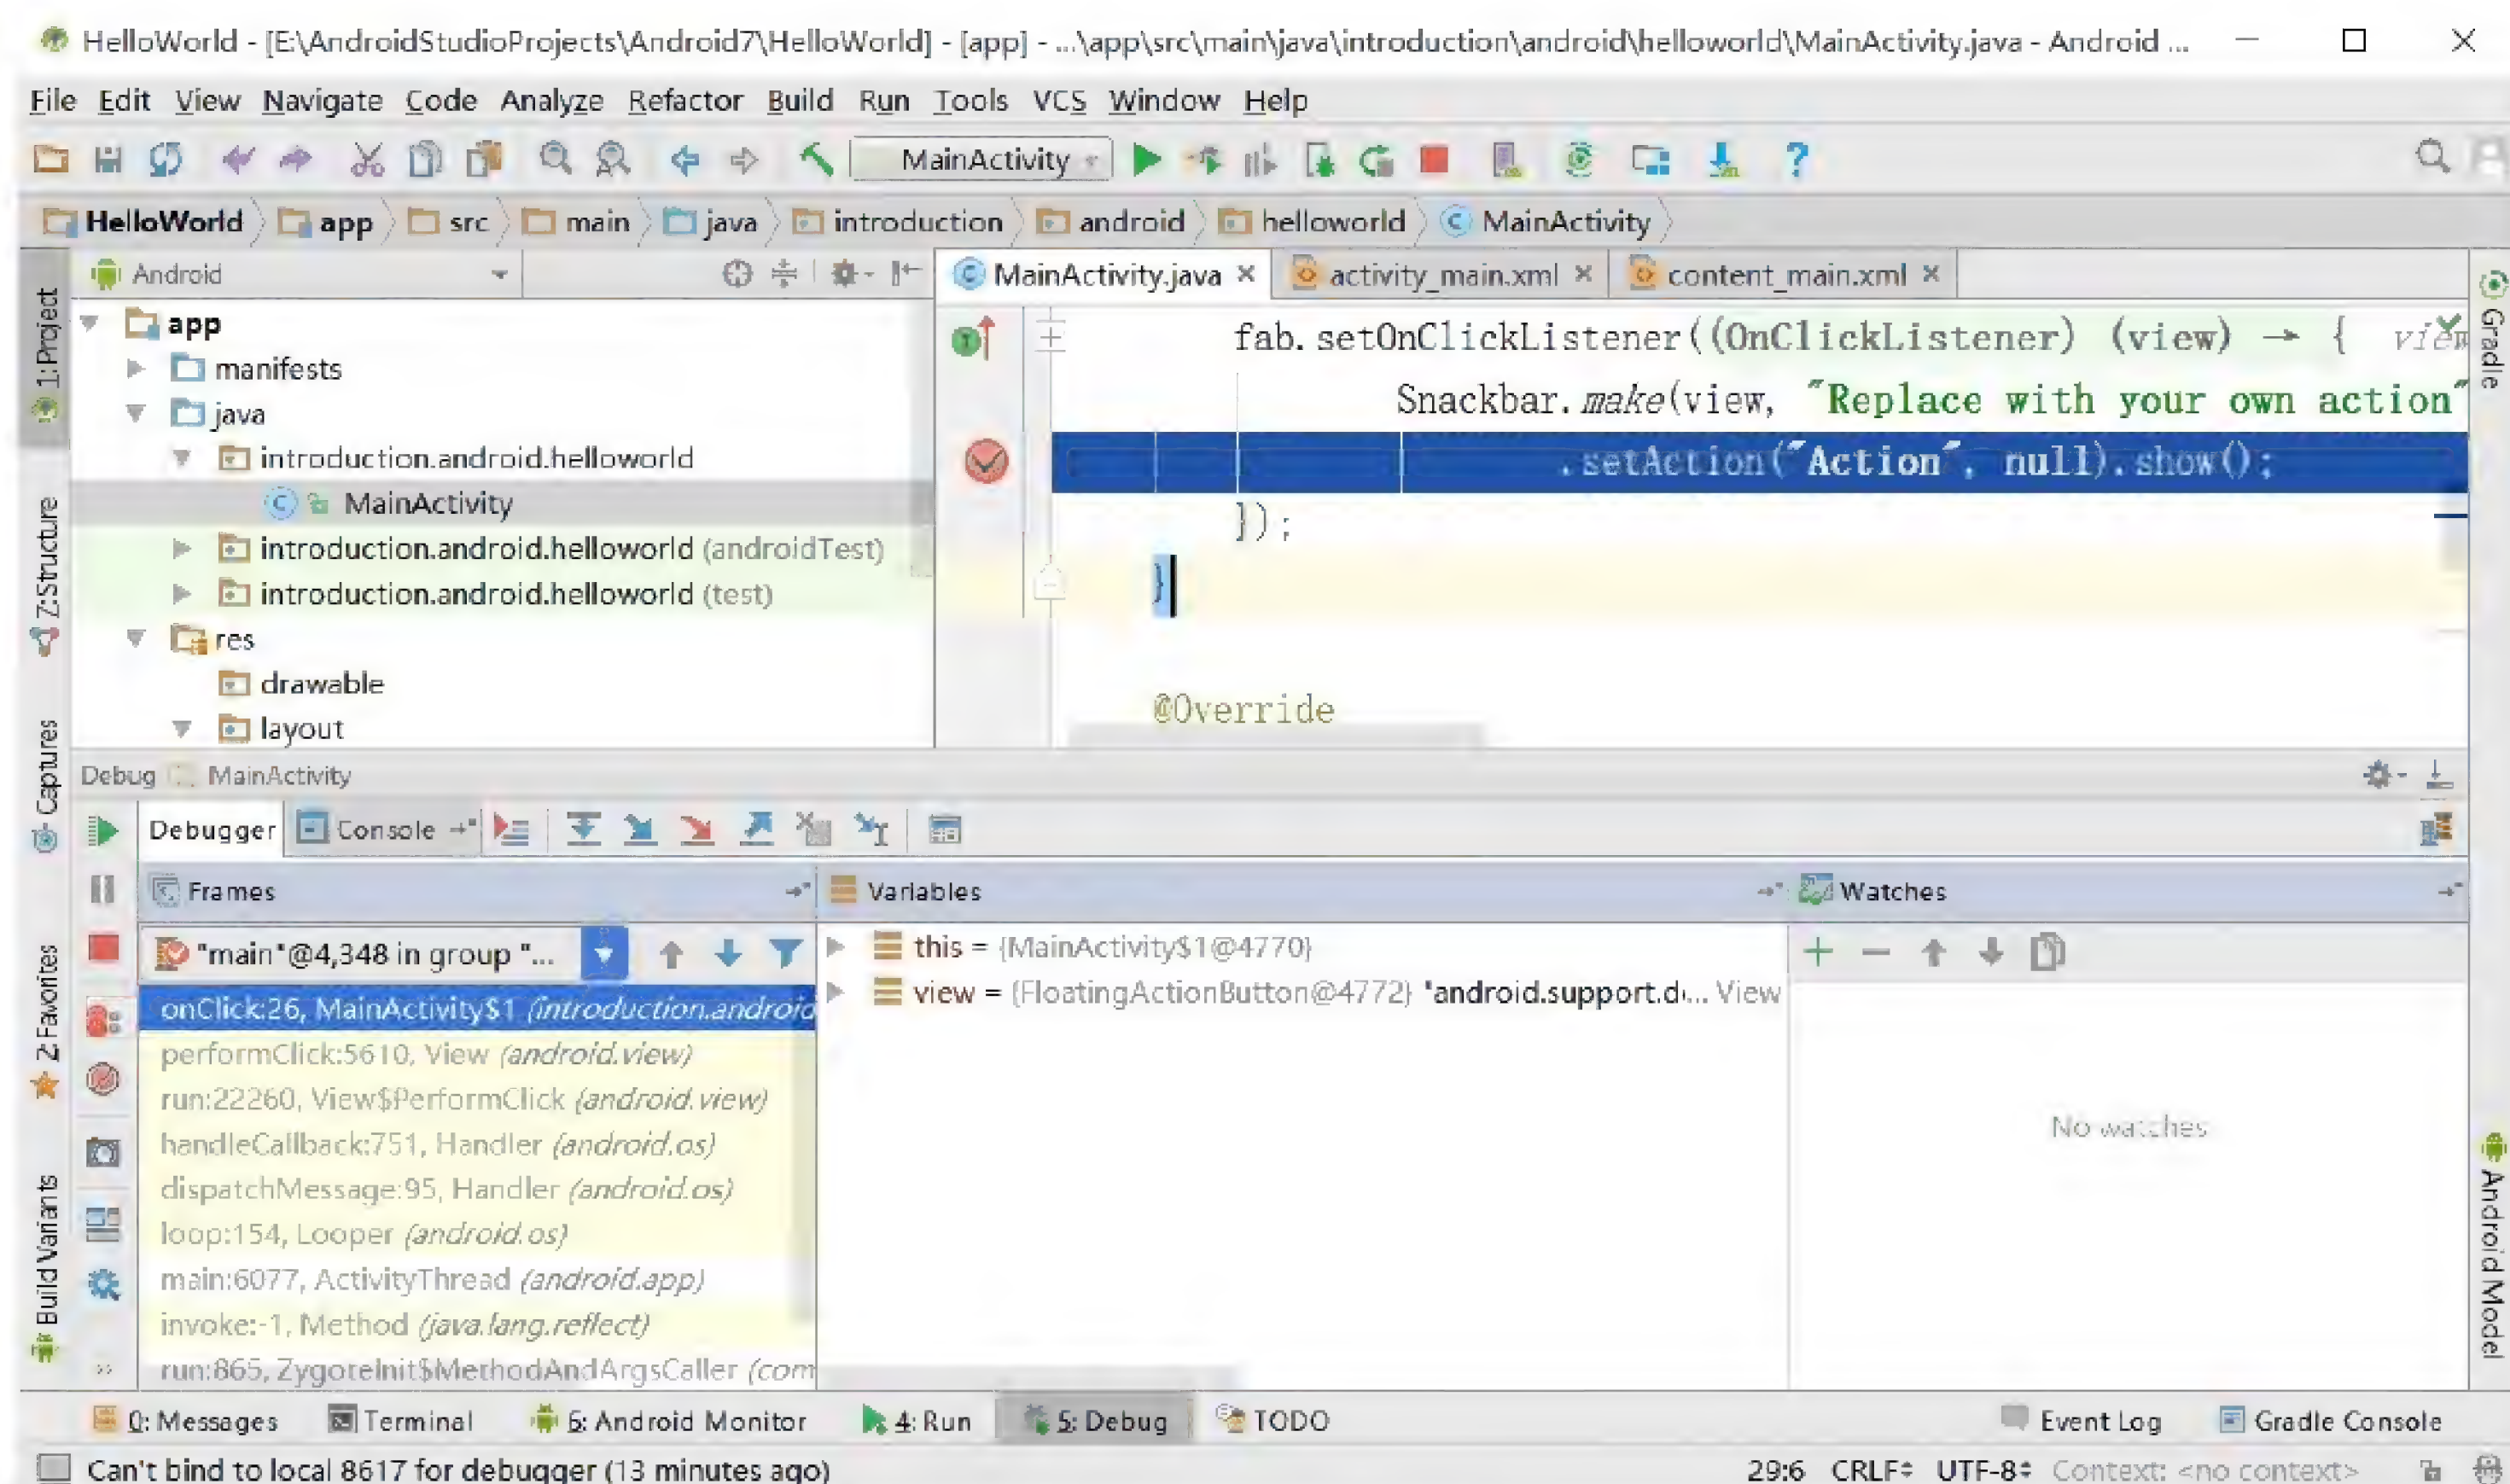 HelloWorld - [E:\AndroidStudioProjects\Android7\HelloWorld] - [app] - ...\app\src\main\java\introduction\android\helloworld\MainActivity.java - Android ...
File Edit View Navigate Code Analyze Refactor Build Run Tools VCS Window Help
MainActivity
HelloWorld app src main java introduction android helloworld MainActivity
1: Project
Android
MainActivity.java activity_main.xml content_main.xml
Gradle
app
manifests
java
introduction.android.helloworld
MainActivity
introduction.android.helloworld (androidTest)
introduction.android.helloworld (test)
res
drawable
layout
fab.setOnClickListener((OnClickListener) (view) → { view
Snackbar.make(view, "Replace with your own action"
.setAction("Action", null).show();
});
}
@Override
Z: Structure
Captures
2: Favorites
Build Variants
Debug MainActivity
Debugger Console
Frames Variables Watches
"main"@4,348 in group "...
onClick:26, MainActivity$1 (introduction.android
performClick:5610, View (android.view)
run:22260, View$PerformClick (android.view)
handleCallback:751, Handler (android.os)
dispatchMessage:95, Handler (android.os)
loop:154, Looper (android.os)
main:6077, ActivityThread (android.app)
invoke:-1, Method (java.lang.reflect)
run:865, ZygoteInit$MethodAndArgsCaller (com
this = {MainActivity$1@4770}
view = {FloatingActionButton@4772} "android.support.d... View
No watches
Android Model
0: Messages Terminal 6: Android Monitor 4: Run 5: Debug TODO Event Log Gradle Console
Can't bind to local 8617 for debugger (13 minutes ago) 29:6 CRLF UTF-8 Context: <no context>